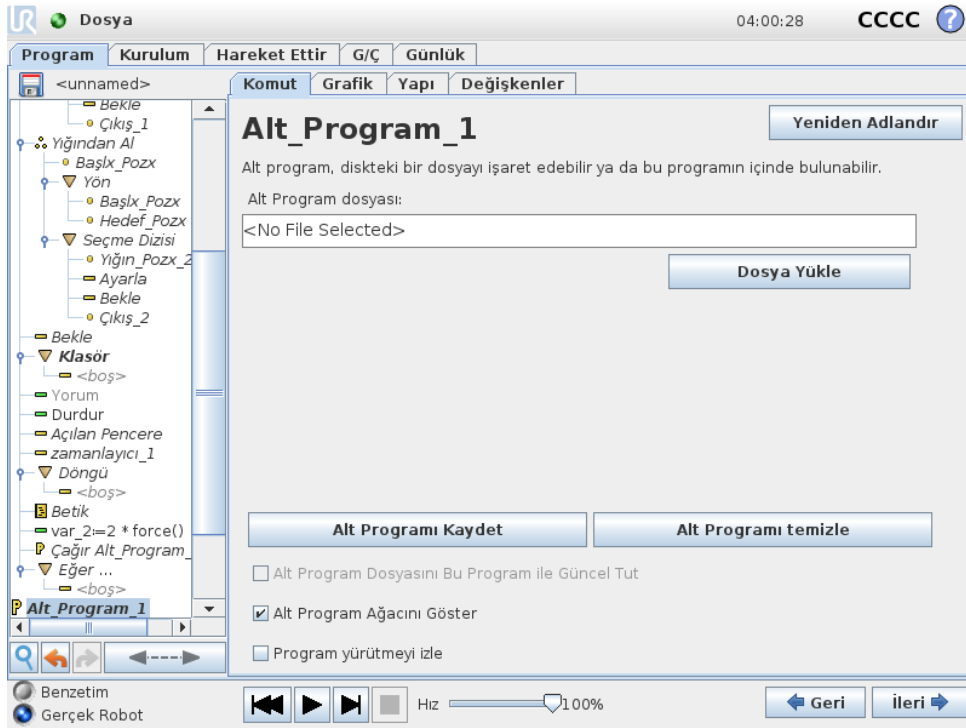 UR Dosya 04:00:28 CCCC ?
Program Kurulum Hareket Ettir G/Ç Günlük
<unnamed>
Komut Grafik Yapı Değişkenler
Bekle
Çıkış_1
Yığından Al
Başlx_Pozx
Yön
Başlx_Pozx
Hedef_Pozx
Seçme Dizisi
Yığın_Pozx_2
Ayarla
Bekle
Çıkış_2
Bekle
Klasör
<boş>
Yorum
Durdur
Açılan Pencere
zamanlayıcı_1
Döngü
<boş>
Betik
var_2:=2 * force()
Çağır Alt_Program_
Eğer ...
<boş>
P Alt_Program_1
Alt_Program_1
Yeniden Adlandır
Alt program, diskteki bir dosyayı işaret edebilir ya da bu programın içinde bulunabilir.
Alt Program dosyası:
<No File Selected>
Dosya Yükle
Alt Programı Kaydet Alt Programı temizle
Alt Program Dosyasını Bu Program ile Güncel Tut
Alt Program Ağacını Göster
Program yürütmeyi izle
Benzetim
Gerçek Robot
Hız 100%
Geri İleri